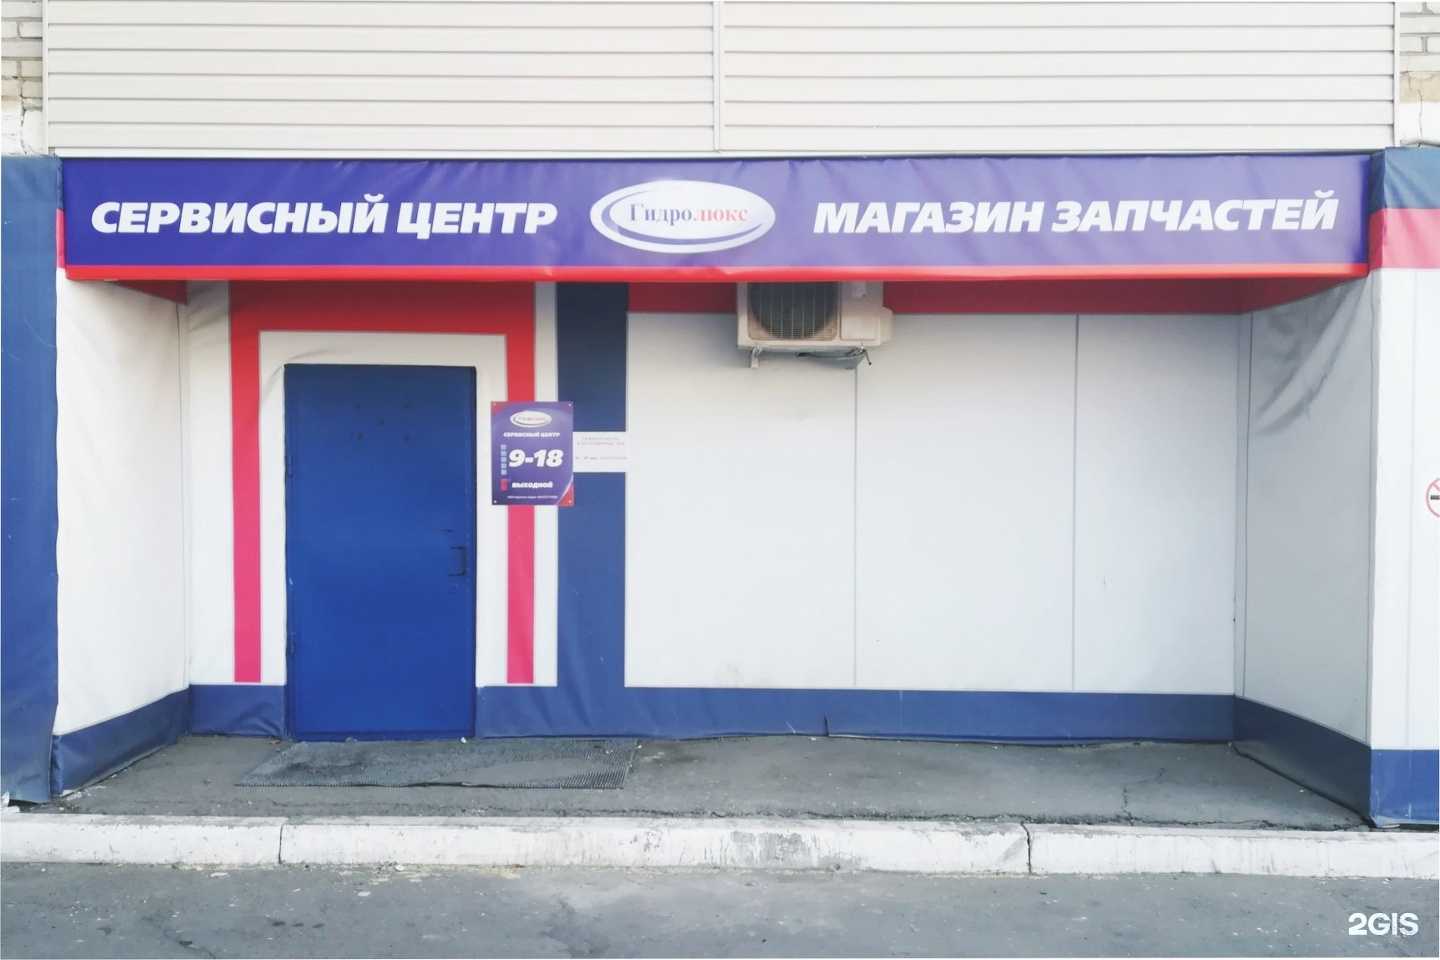 СЕРВИСНЫЙ ЦЕНТР
Гидролюкс
МАГАЗИН ЗАПЧАСТЕЙ
СЕРВИСНЫЙ ЦЕНТР
9-18
ВЫХОДНОЙ
2GIS